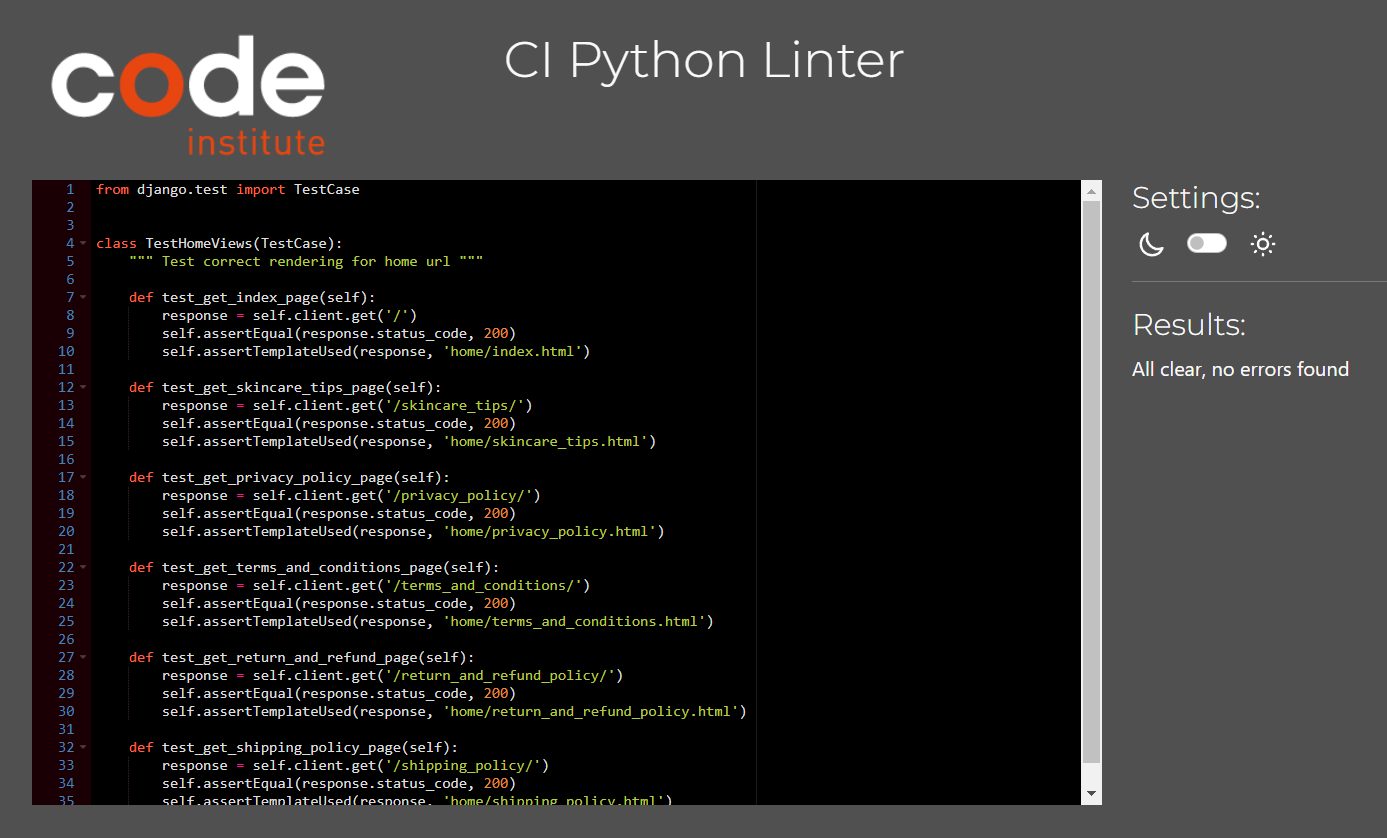 code
institute
CI Python Linter
1 from django.test import TestCase
2
3
4 class TestHomeViews(TestCase):
5     """ Test correct rendering for home url """
6
7     def test_get_index_page(self):
8         response = self.client.get('/')
9         self.assertEqual(response.status_code, 200)
10         self.assertTemplateUsed(response, 'home/index.html')
11
12     def test_get_skincare_tips_page(self):
13         response = self.client.get('/skincare_tips/')
14         self.assertEqual(response.status_code, 200)
15         self.assertTemplateUsed(response, 'home/skincare_tips.html')
16
17     def test_get_privacy_policy_page(self):
18         response = self.client.get('/privacy_policy/')
19         self.assertEqual(response.status_code, 200)
20         self.assertTemplateUsed(response, 'home/privacy_policy.html')
21
22     def test_get_terms_and_conditions_page(self):
23         response = self.client.get('/terms_and_conditions/')
24         self.assertEqual(response.status_code, 200)
25         self.assertTemplateUsed(response, 'home/terms_and_conditions.html')
26
27     def test_get_return_and_refund_page(self):
28         response = self.client.get('/return_and_refund_policy/')
29         self.assertEqual(response.status_code, 200)
30         self.assertTemplateUsed(response, 'home/return_and_refund_policy.html')
31
32     def test_get_shipping_policy_page(self):
33         response = self.client.get('/shipping_policy/')
34         self.assertEqual(response.status_code, 200)
35         self.assertTemplateUsed(response, 'home/shipping_policy.html')
Settings:
Results:
All clear, no errors found